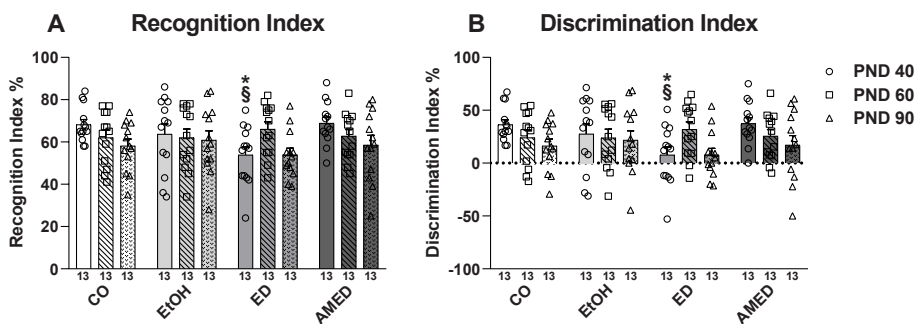 A Recognition Index
Recognition Index %
100
80
60
40
20
0
* §
13 13 13 13 13 13 13 13 13 13 13 13
CO EtOH ED AMED
B Discrimination Index
Discrimination Index %
100
50
0
-50
-100
* §
13 13 13 13 13 13 13 13 13 13 13 13
CO EtOH ED AMED
PND 40
PND 60
PND 90